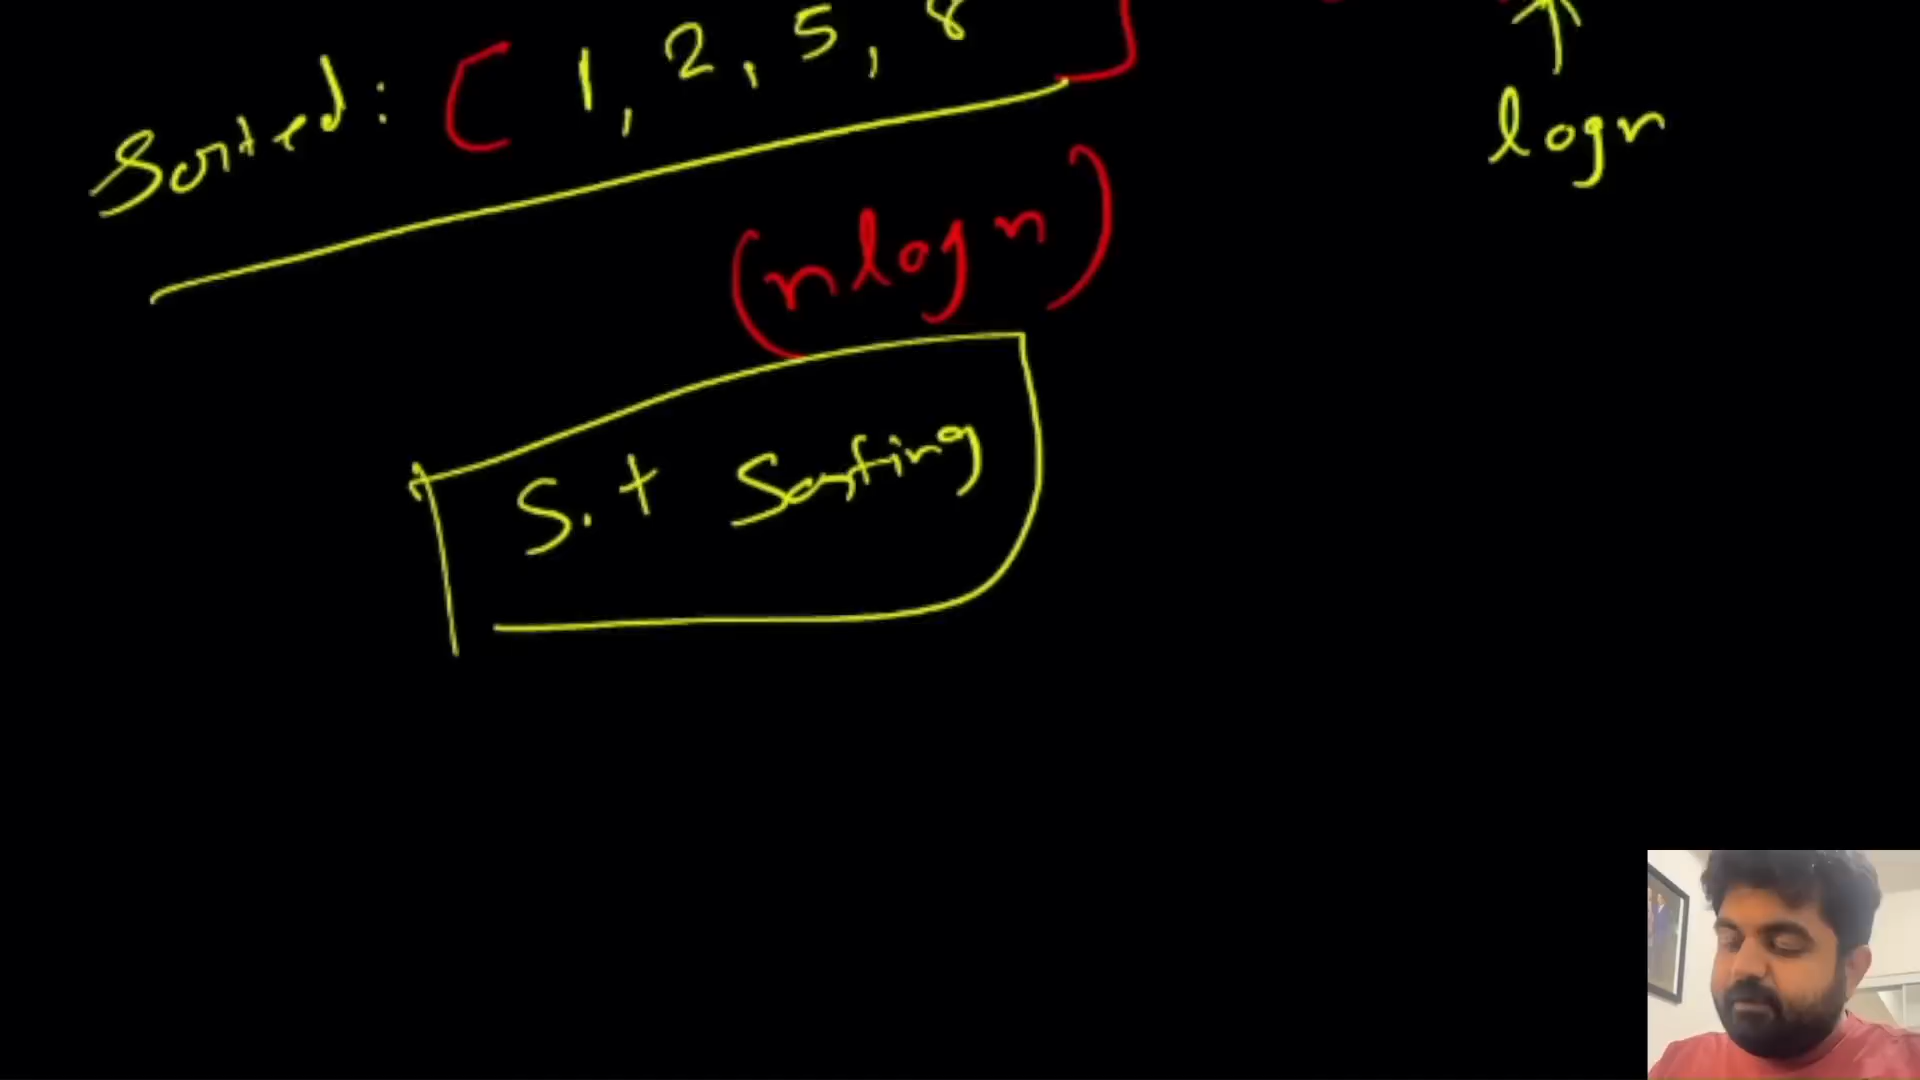 Sorted: [ 1, 2, 5, 8 ]
logn
(nlogn)
S. + Sorting